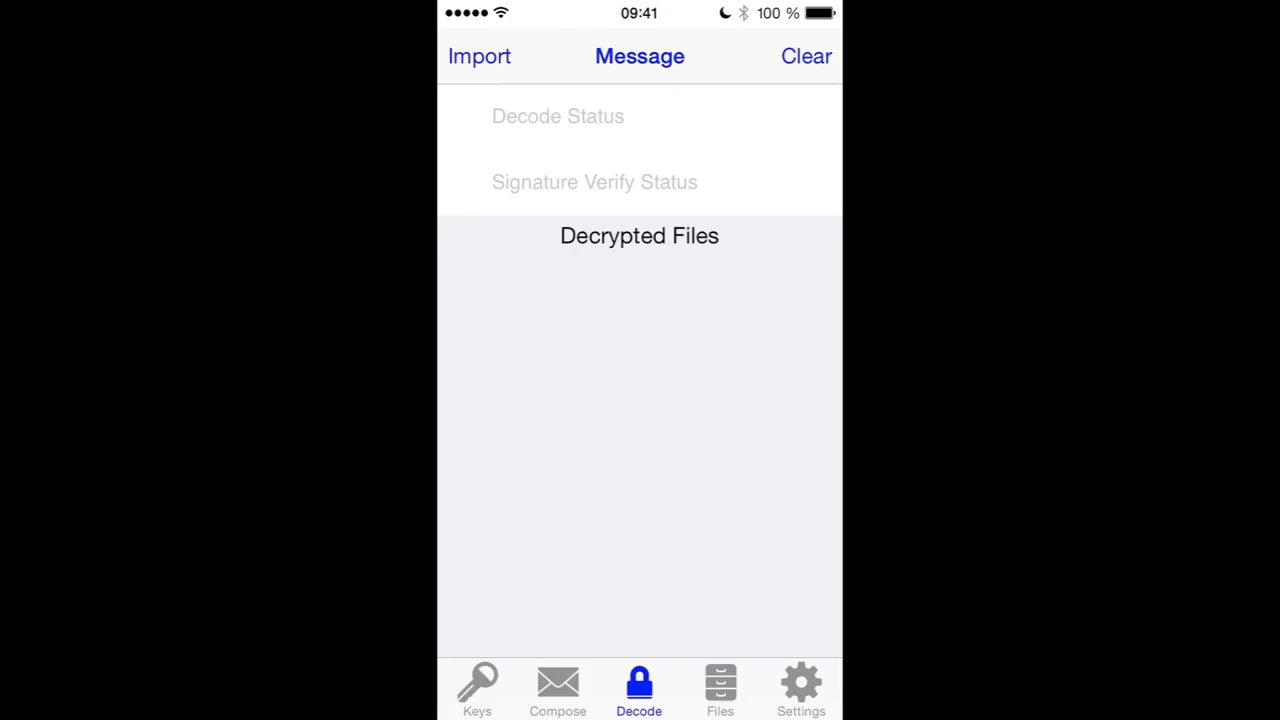 09:41 100 %
Import Message Clear
Decode Status
Signature Verify Status
Decrypted Files
Keys Compose Decode Files Settings